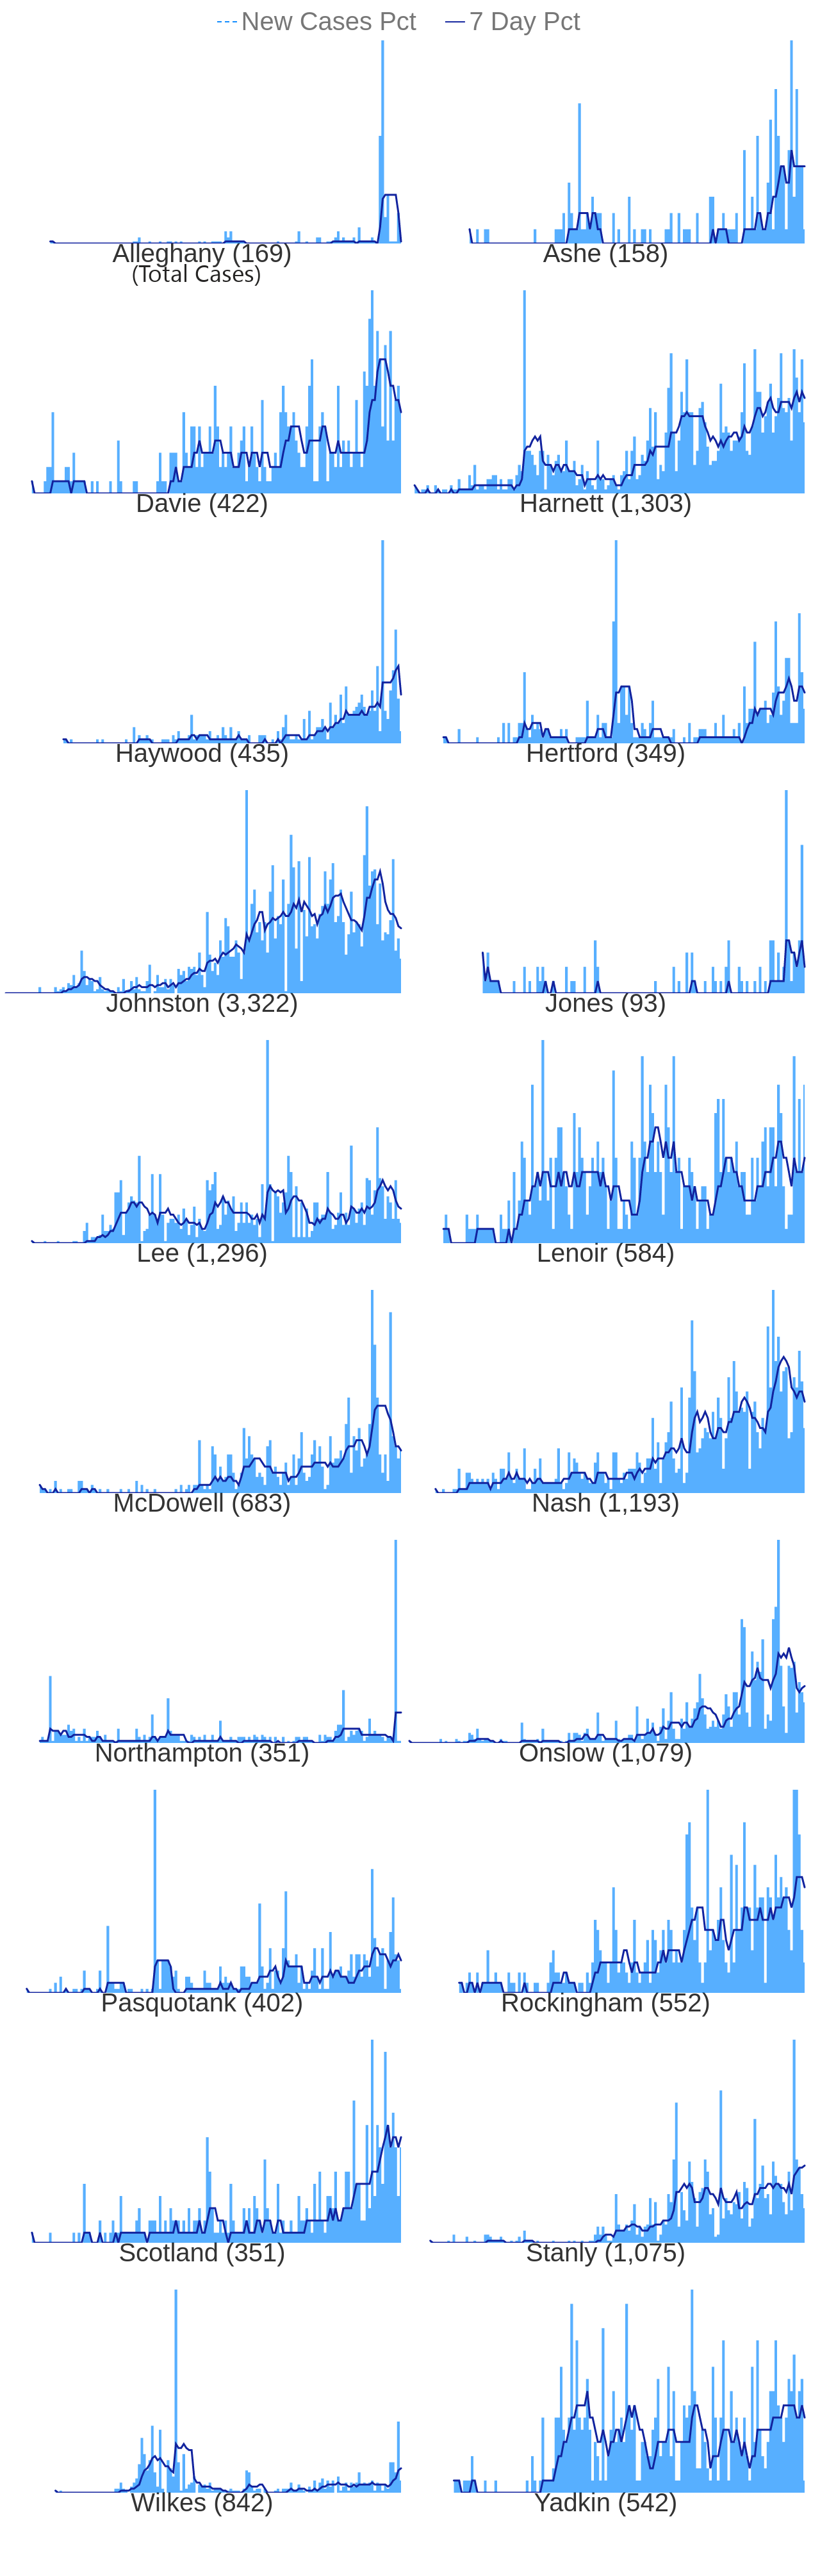 New Cases Pct 7 Day Pct
Alleghany (169) Ashe (158)
(Total Cases)
Davie (422) Harnett (1,303)
Haywood (435) Hertford (349)
Johnston (3,322) Jones (93)
Lee (1,296) Lenoir (584)
McDowell (683) Nash (1,193)
Northampton (351) Onslow (1,079)
Pasquotank (402) Rockingham (552)
Scotland (351) Stanly (1,075)
Wilkes (842) Yadkin (542)